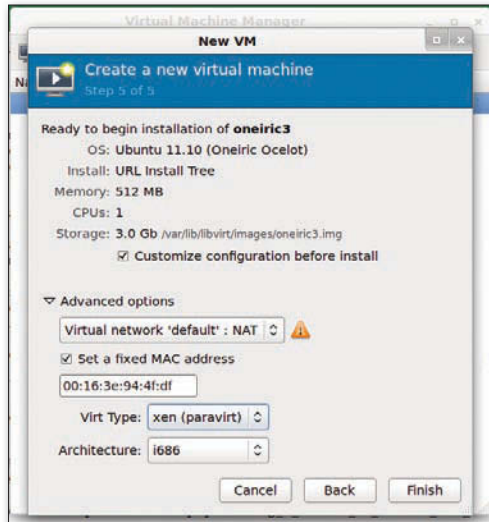 Virtual Machine Manager
New VM
Create a new virtual machine
Step 5 of 5
Ready to begin installation of oneiric3
OS: Ubuntu 11.10 (Oneiric Ocelot)
Install: URL Install Tree
Memory: 512 MB
CPUs: 1
Storage: 3.0 Gb /var/lib/libvirt/images/oneiric3.img
Customize configuration before install
Advanced options
Virtual network 'default' : NAT
Set a fixed MAC address
00:16:3e:94:4f:df
Virt Type: xen (paravirt)
Architecture: i686
Cancel Back Finish